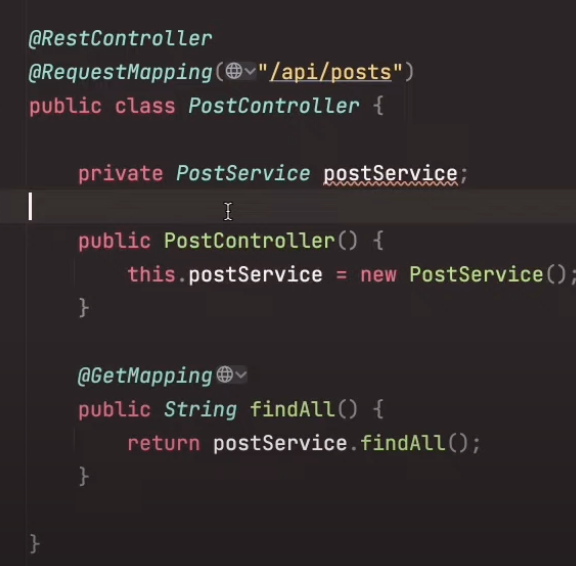 @RestController
@RequestMapping("/api/posts")
public class PostController {
private PostService postService;
public PostController() {
this.postService = new PostService();
}
@GetMapping
public String findAll() {
return postService.findAll();
}
}